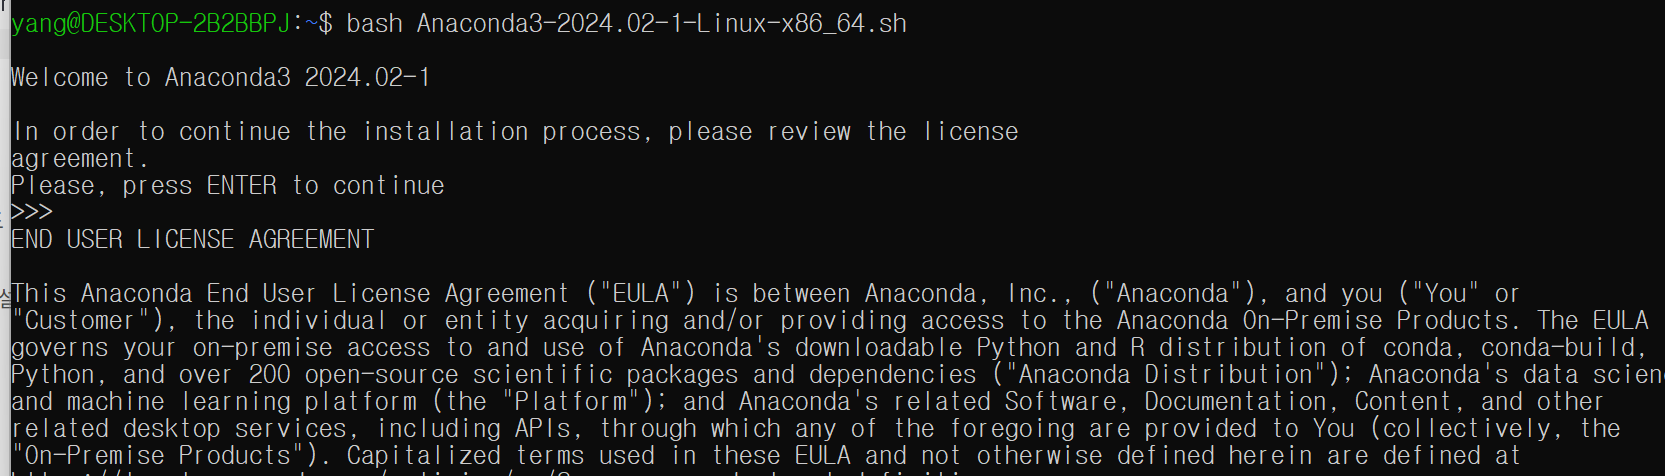 yang@DESKTOP-2B2BBPJ:~$ bash Anaconda3-2024.02-1-Linux-x86_64.sh
Welcome to Anaconda3 2024.02-1
In order to continue the installation process, please review the license
agreement.
Please, press ENTER to continue
>>>
END USER LICENSE AGREEMENT
This Anaconda End User License Agreement ("EULA") is between Anaconda, Inc., ("Anaconda"), and you ("You" or
"Customer"), the individual or entity acquiring and/or providing access to the Anaconda On-Premise Products. The EULA
governs your on-premise access to and use of Anaconda's downloadable Python and R distribution of conda, conda-build,
Python, and over 200 open-source scientific packages and dependencies ("Anaconda Distribution"); Anaconda's data scien
and machine learning platform (the "Platform"); and Anaconda's related Software, Documentation, Content, and other
related desktop services, including APIs, through which any of the foregoing are provided to You (collectively, the
"On-Premise Products"). Capitalized terms used in these EULA and not otherwise defined herein are defined at